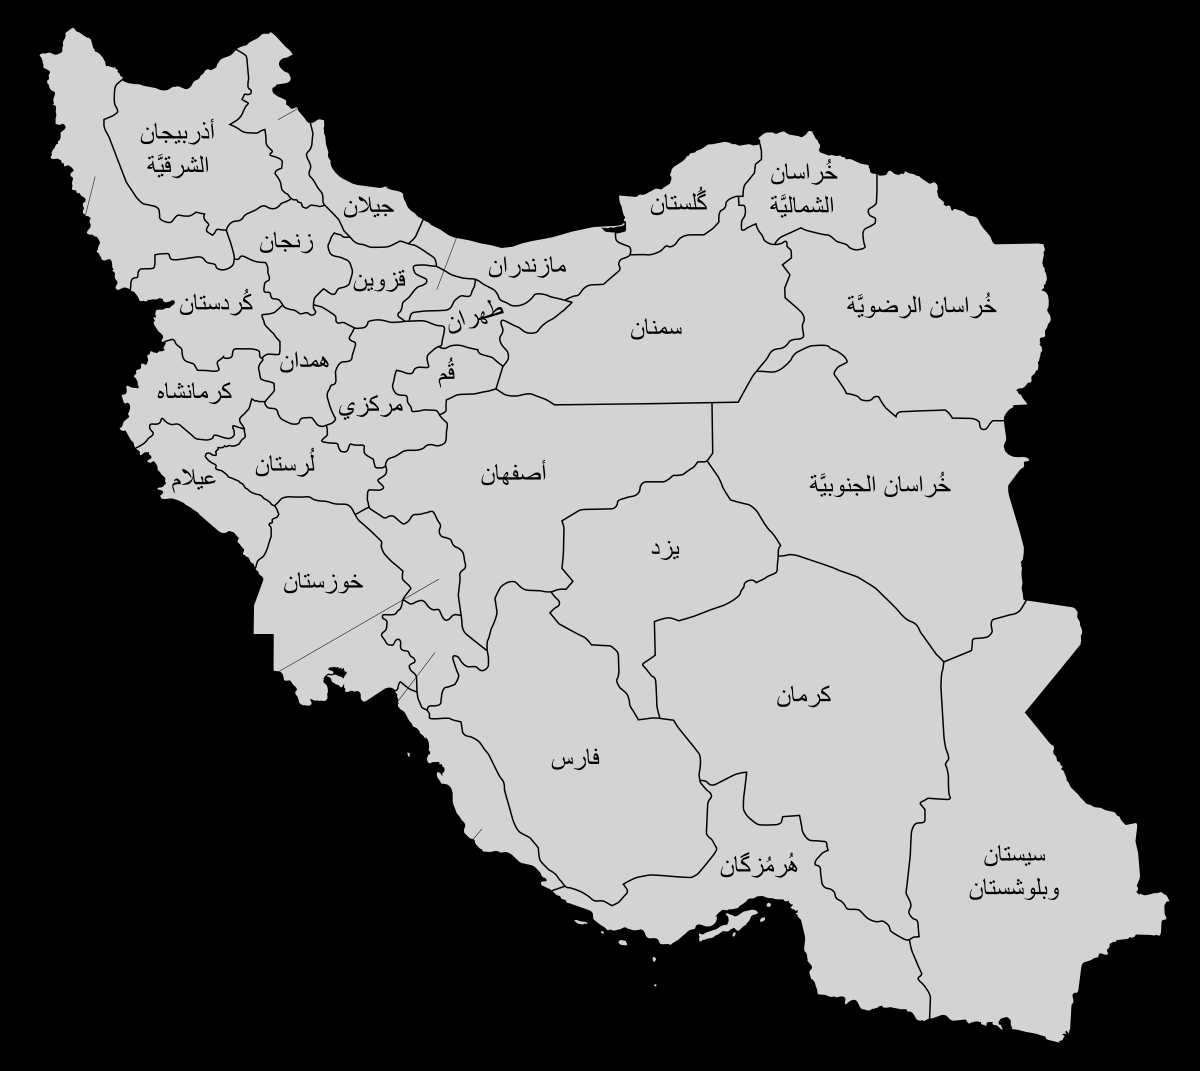 أذربيجان
الشرقيَّة
خُراسان
الشماليَّة
گُلستان
جيلان
زنجان
مازندران
قزوين
كُردستان
طهران
خُراسان الرضويَّة
سمنان
همدان
قُم
كرمانشاه
مركزي
لُرستان
أصفهان
عيلام
خُراسان الجنوبيَّة
يزد
خوزستان
كرمان
فارس
هُرمُزگان
سيستان
وبلوشستان